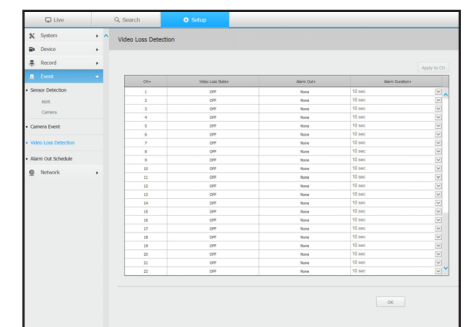 Live
Search
Setup
System
Device
Record
Event
Sensor Detection
NVR
Camera
Camera Event
Video Loss Detection
Alarm Out Schedule
Network
Video Loss Detection
Apply to CH
CH Video Loss State Alarm Out Alarm Duration
1 OFF None 10 sec
2 OFF None 10 sec
3 OFF None 10 sec
4 OFF None 10 sec
5 OFF None 10 sec
6 OFF None 10 sec
7 OFF None 10 sec
8 OFF None 10 sec
9 OFF None 10 sec
10 OFF None 10 sec
11 OFF None 10 sec
12 OFF None 10 sec
13 OFF None 10 sec
14 OFF None 10 sec
15 OFF None 10 sec
16 OFF None 10 sec
17 OFF None 10 sec
18 OFF None 10 sec
19 OFF None 10 sec
20 OFF None 10 sec
21 OFF None 10 sec
22 OFF None 10 sec
OK